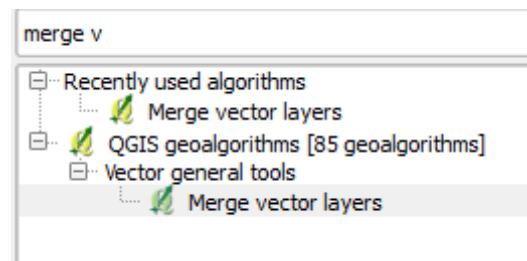 merge v
Recently used algorithms
Merge vector layers
QGIS geoalgorithms [85 geoalgorithms]
Vector general tools
Merge vector layers